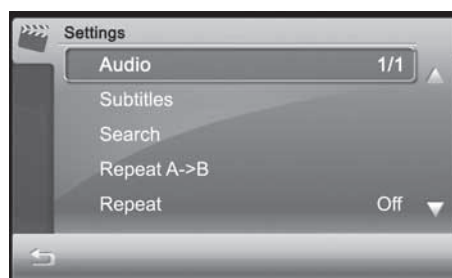 Settings
Audio 1/1
Subtitles
Search
Repeat A->B
Repeat Off